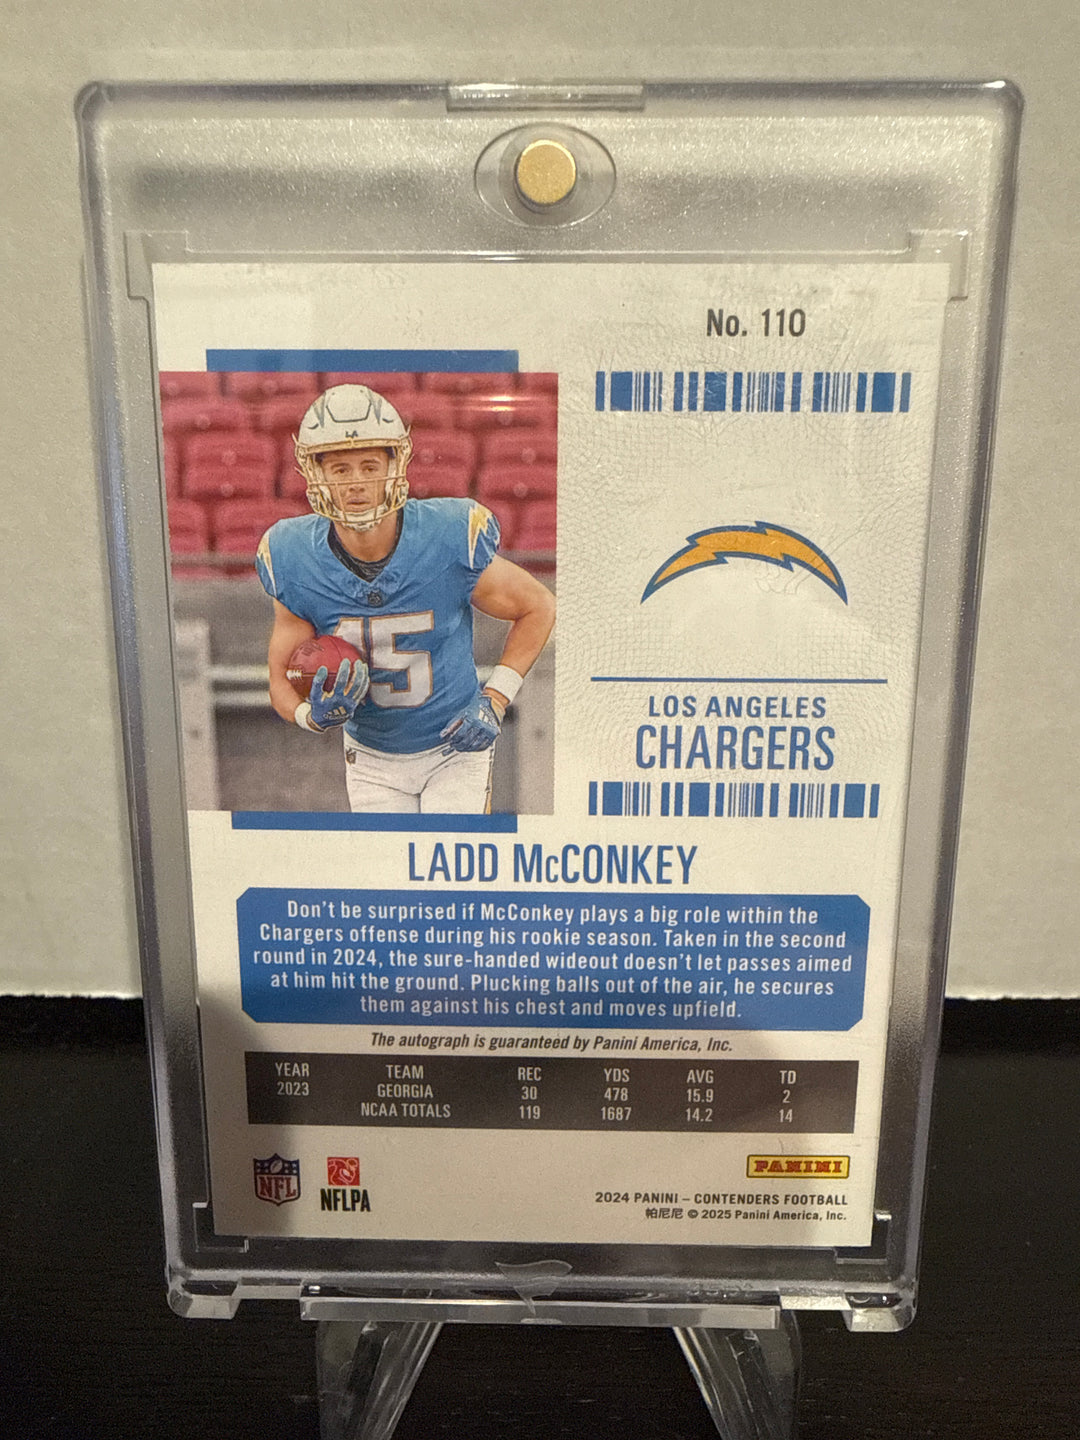 No. 110
LA
15
LOS ANGELES
CHARGERS
LADD McCONKEY
Don't be surprised if McConkey plays a big role within the
Chargers offense during his rookie season. Taken in the second
round in 2024, the sure-handed wideout doesn't let passes aimed
at him hit the ground. Plucking balls out of the air, he secures
them against his chest and moves upfield.
The autograph is guaranteed by Panini America, Inc.
YEAR TEAM REC YDS AVG TD
2023 GEORGIA 30 478 15.9 2
NCAA TOTALS 119 1687 14.2 14
NFL
NFLPA
PANINI
2024 PANINI – CONTENDERS FOOTBALL
帕尼尼 © 2025 Panini America, Inc.